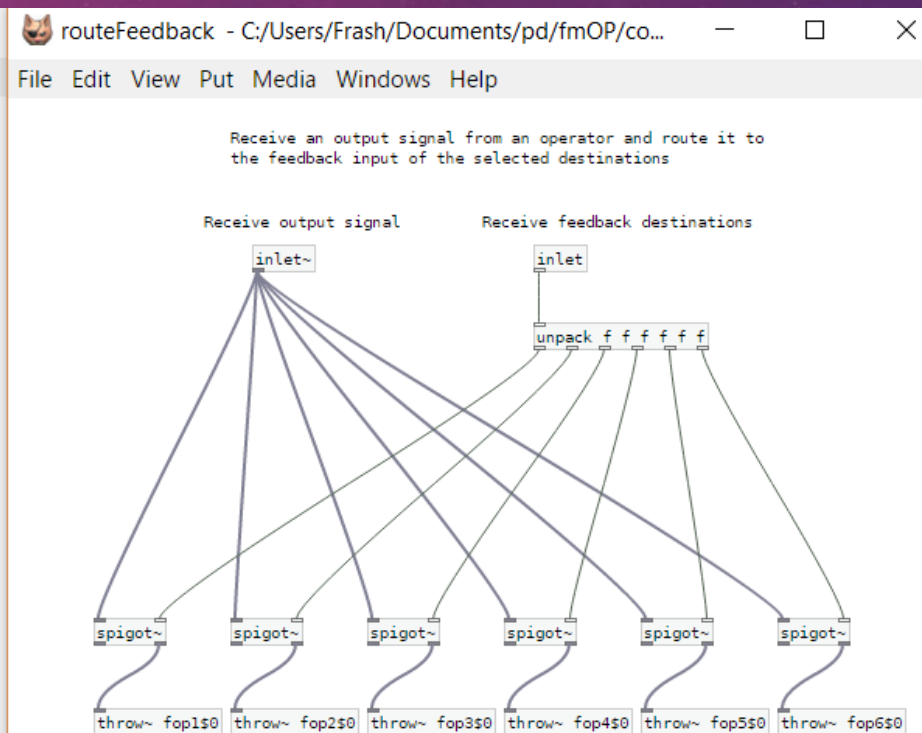 routeFeedback - C:/Users/Frash/Documents/pd/fmOP/co...
File Edit View Put Media Windows Help
Receive an output signal from an operator and route it to
the feedback input of the selected destinations
Receive output signal Receive feedback destinations
inlet~ inlet
unpack f f f f f f
spigot~ spigot~ spigot~ spigot~ spigot~ spigot~
throw~ fop1$0 throw~ fop2$0 throw~ fop3$0 throw~ fop4$0 throw~ fop5$0 throw~ fop6$0